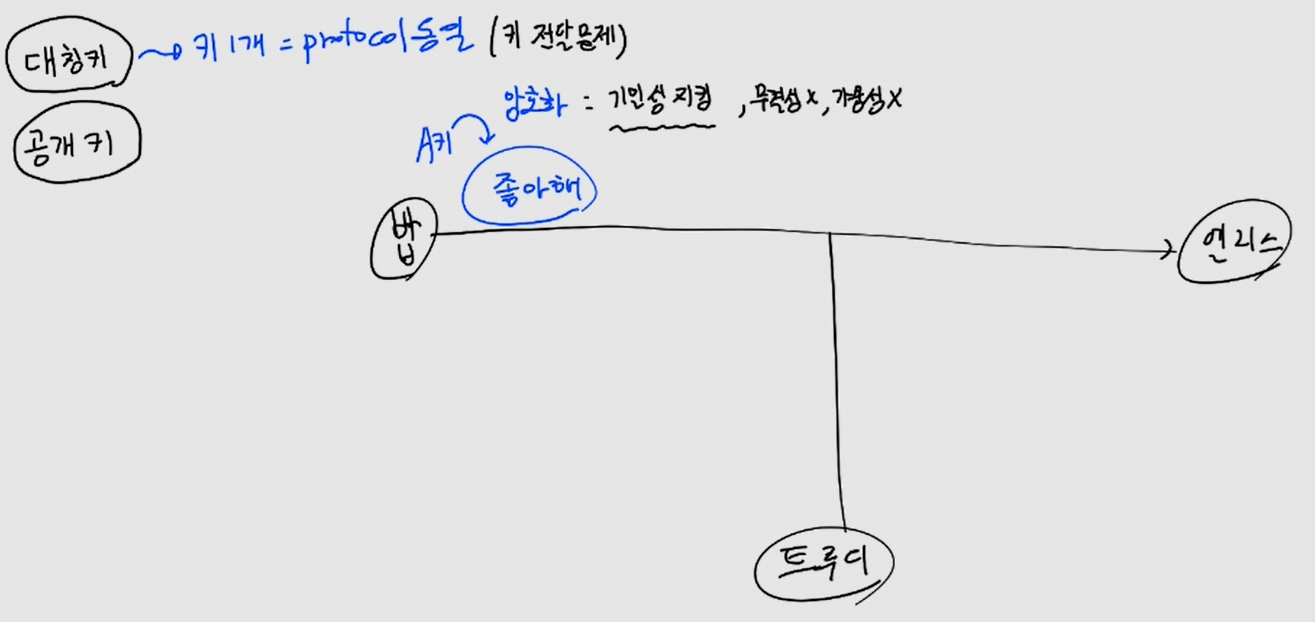 대칭키 ~> 키 1개 = protocol 동일 (키 전달문제)
공개키
암호화 : 기밀성 지킴, 무결성 X, 가용성 X
A키
좋아해
밥
엘리스
트루디